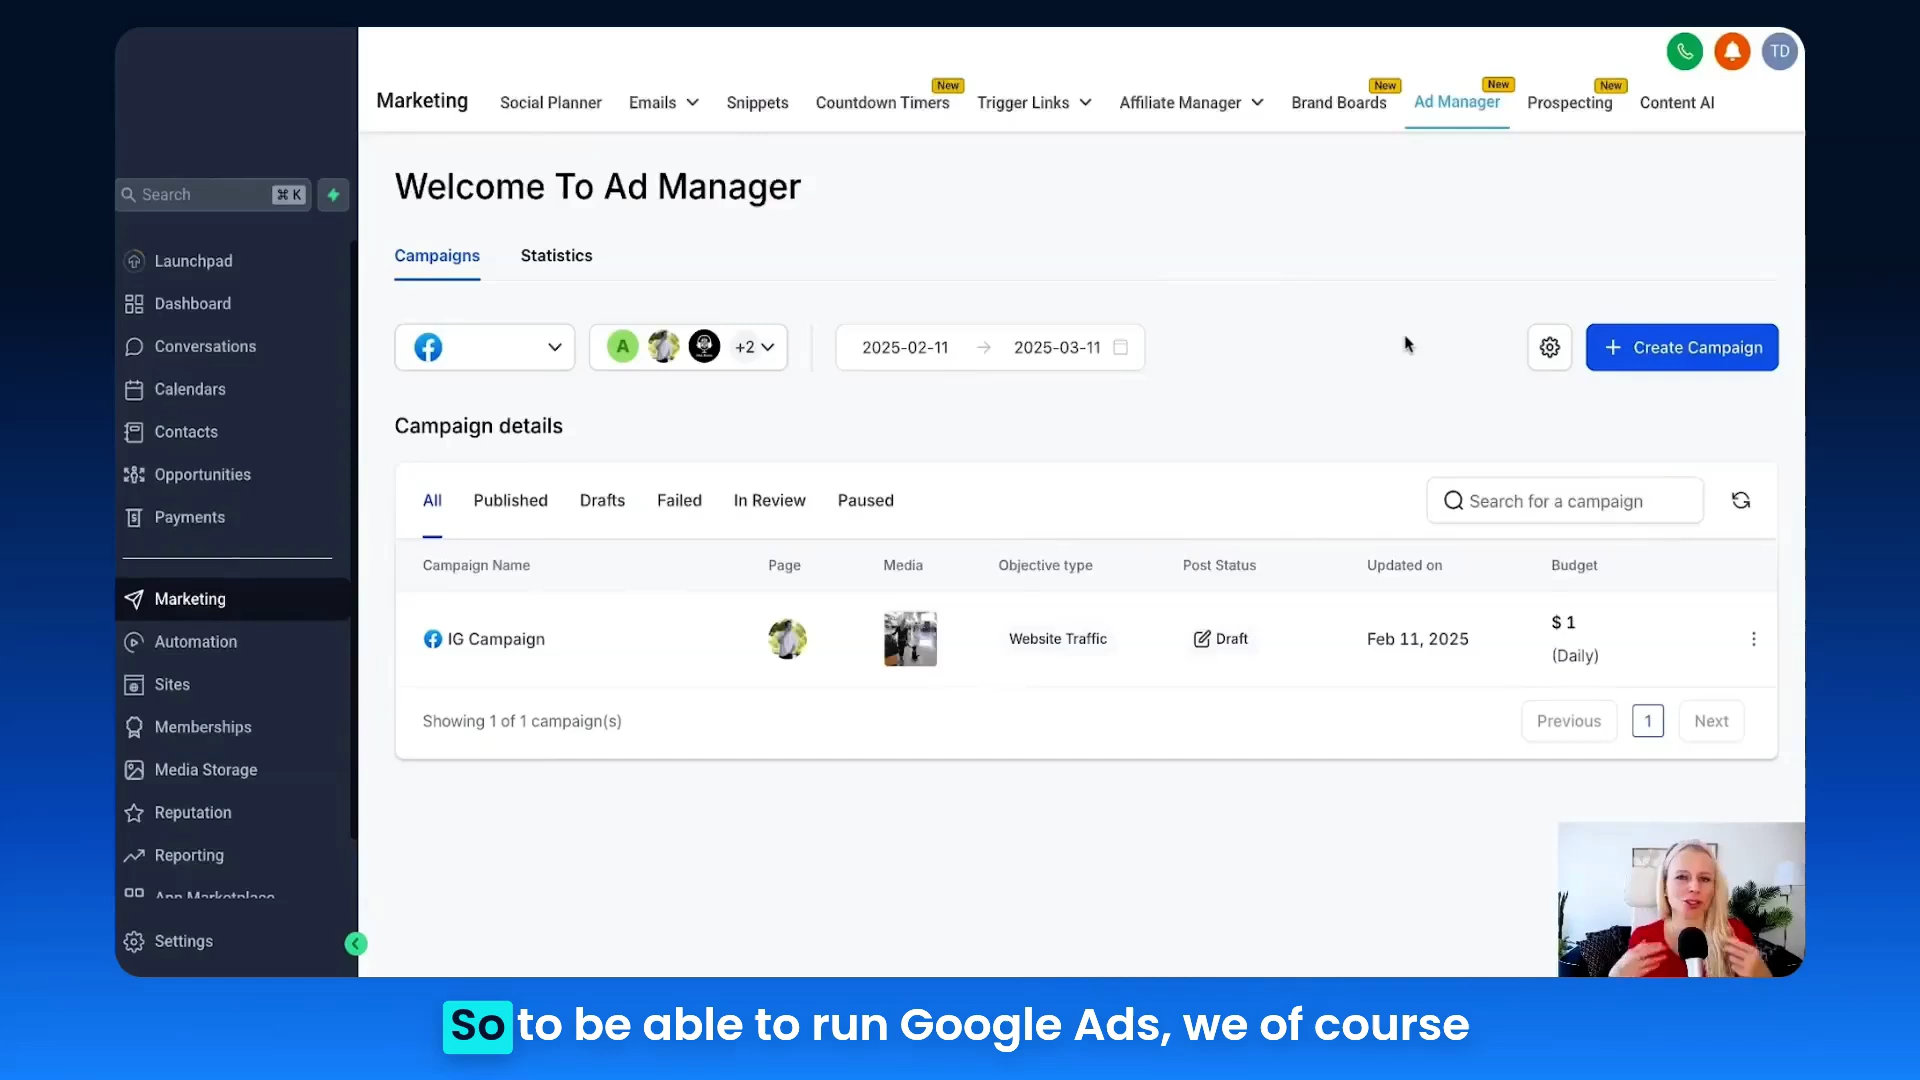 TD
Marketing
Social Planner
Emails
Snippets
Countdown Timers
New
Trigger Links
Affiliate Manager
Brand Boards
New
Ad Manager
New
Prospecting
New
Content AI
Search
⌘ K
Launchpad
Dashboard
Conversations
Calendars
Contacts
Opportunities
Payments
Marketing
Automation
Sites
Memberships
Media Storage
Reputation
Reporting
App Marketplace
Settings
Welcome To Ad Manager
Campaigns
Statistics
A
+2
2025-02-11 → 2025-03-11
+ Create Campaign
Campaign details
All
Published
Drafts
Failed
In Review
Paused
Search for a campaign
Campaign Name
Page
Media
Objective type
Post Status
Updated on
Budget
IG Campaign
Website Traffic
Draft
Feb 11, 2025
$ 1
(Daily)
Showing 1 of 1 campaign(s)
Previous
1
Next
So to be able to run Google Ads, we of course